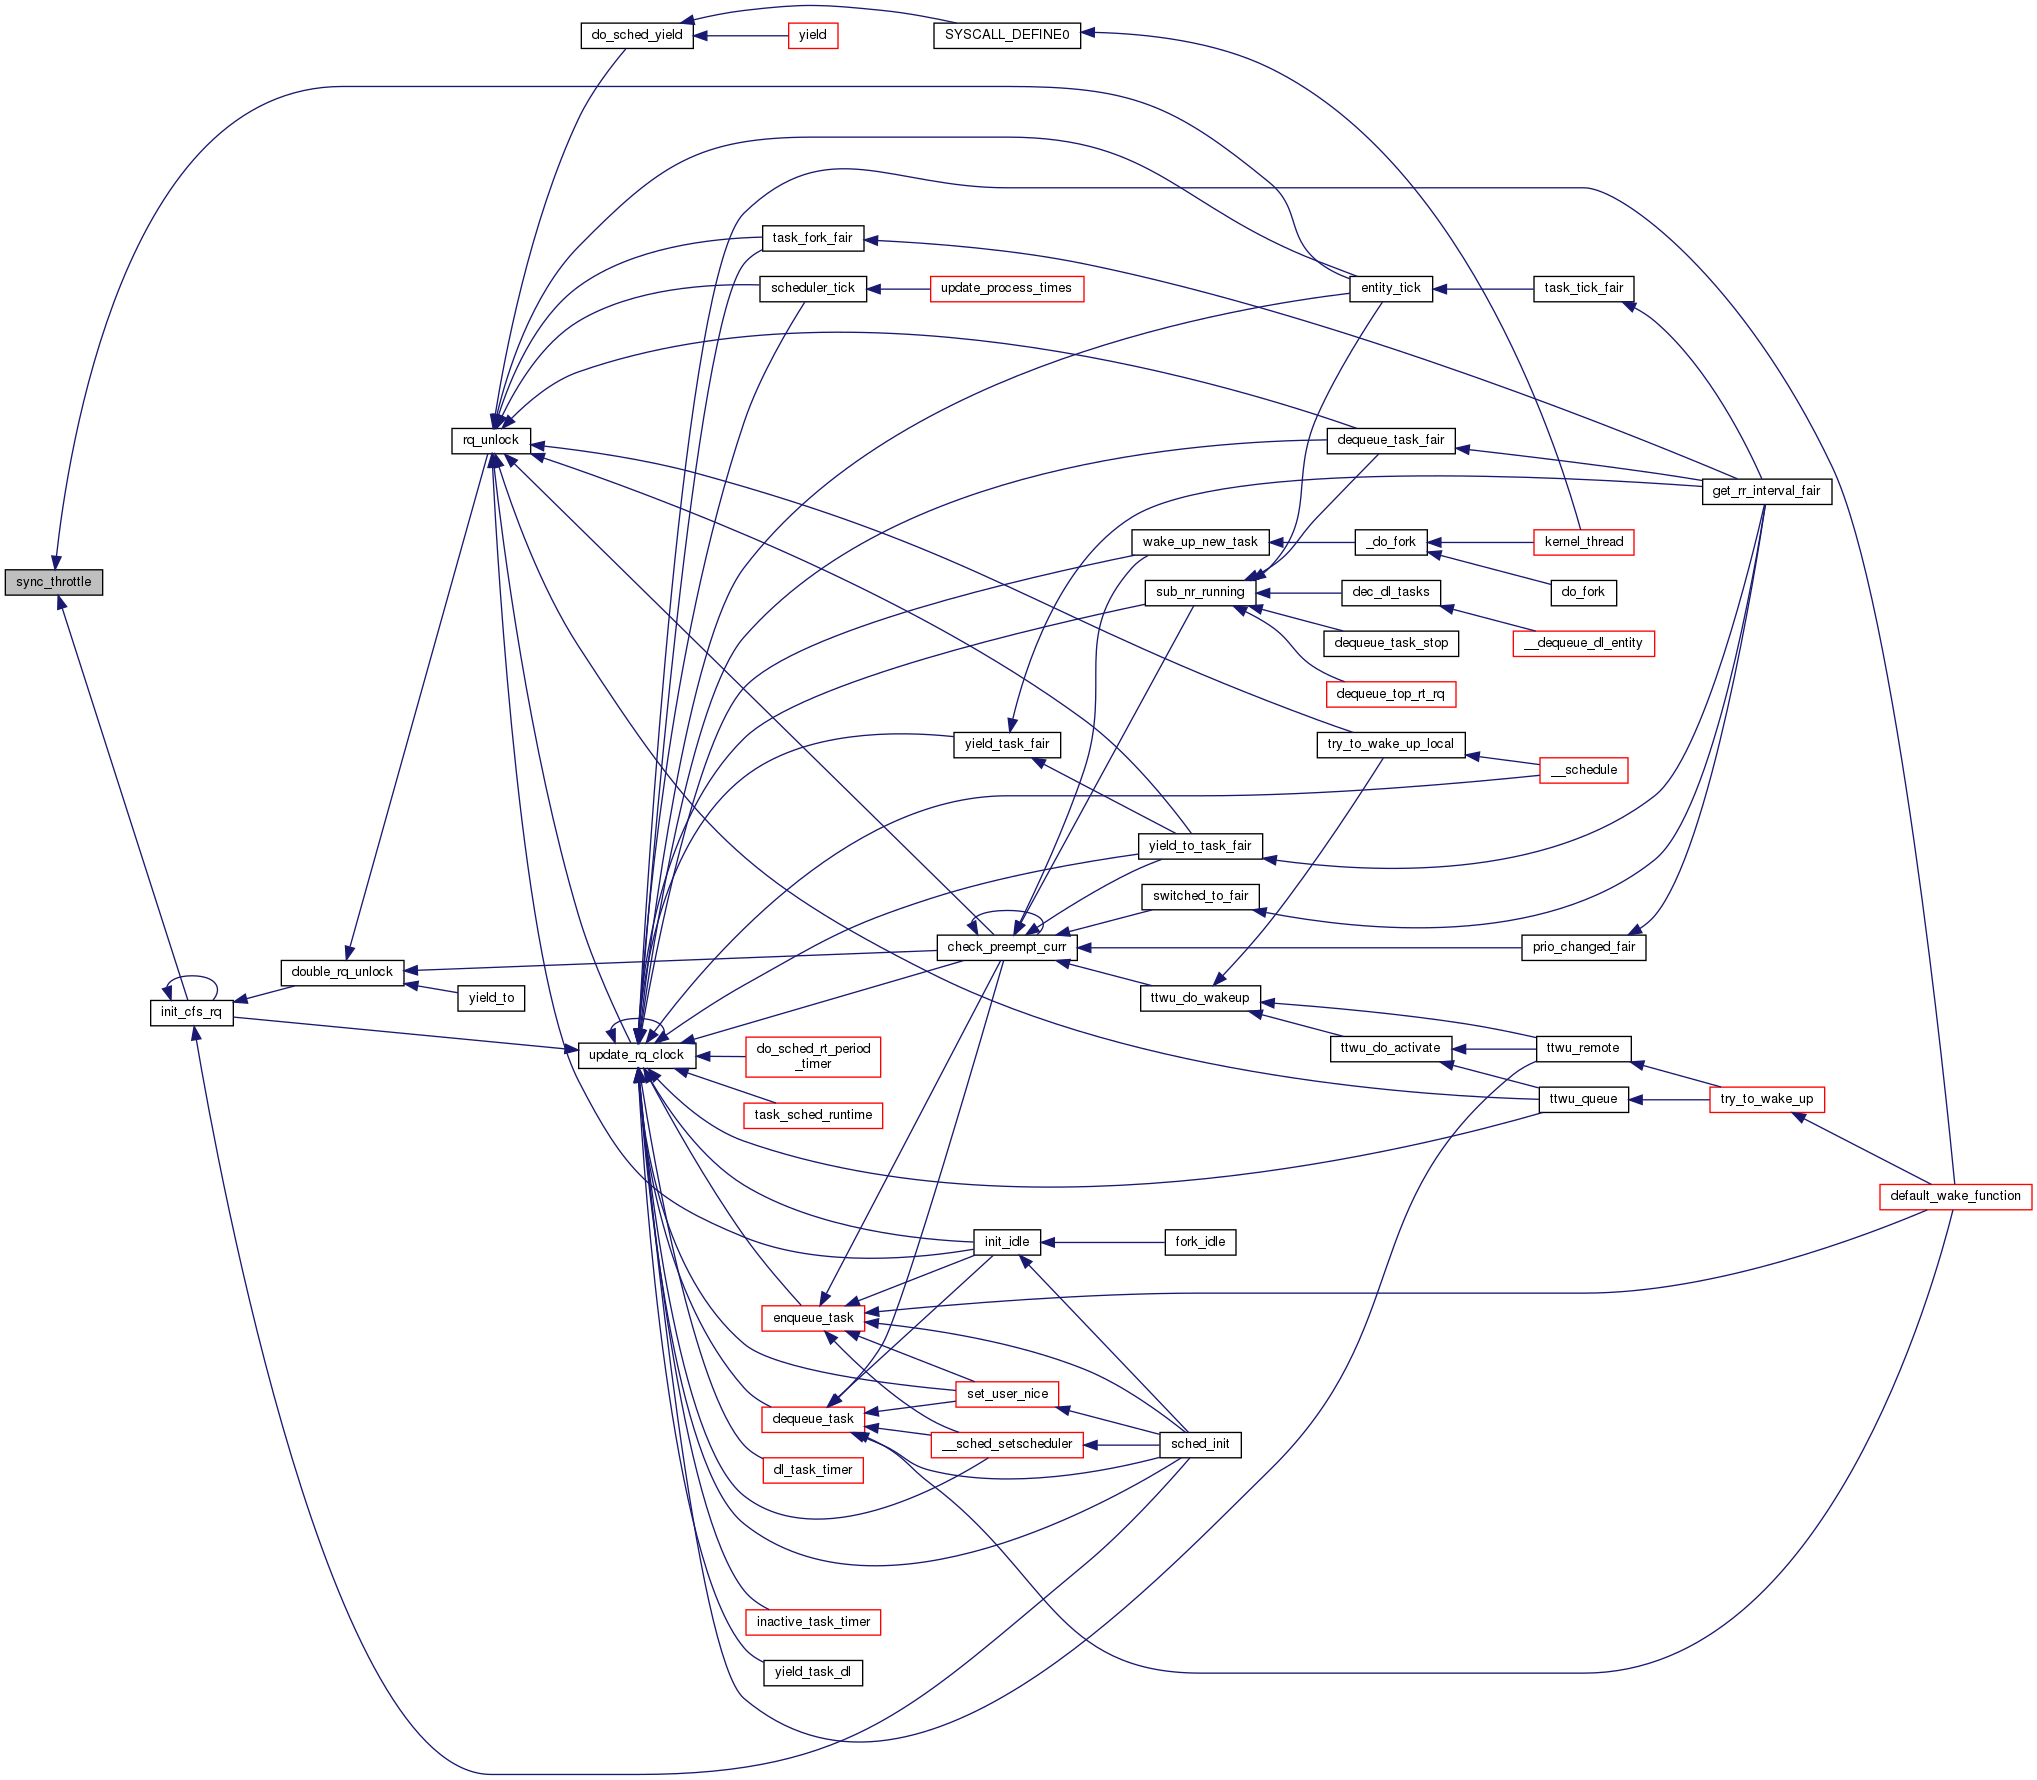 do_sched_yield
yield
SYSCALL_DEFINE0
task_fork_fair
scheduler_tick
update_process_times
entity_tick
task_tick_fair
rq_unlock
dequeue_task_fair
get_rr_interval_fair
wake_up_new_task
_do_fork
kernel_thread
sync_throttle
sub_nr_running
dec_dl_tasks
do_fork
dequeue_task_stop
__dequeue_dl_entity
dequeue_top_rt_rq
yield_task_fair
try_to_wake_up_local
__schedule
yield_to_task_fair
switched_to_fair
check_preempt_curr
prio_changed_fair
double_rq_unlock
yield_to
init_cfs_rq
ttwu_do_wakeup
update_rq_clock
do_sched_rt_period
_timer
ttwu_do_activate
ttwu_remote
task_sched_runtime
ttwu_queue
try_to_wake_up
default_wake_function
init_idle
fork_idle
enqueue_task
set_user_nice
dequeue_task
__sched_setscheduler
sched_init
dl_task_timer
inactive_task_timer
yield_task_dl